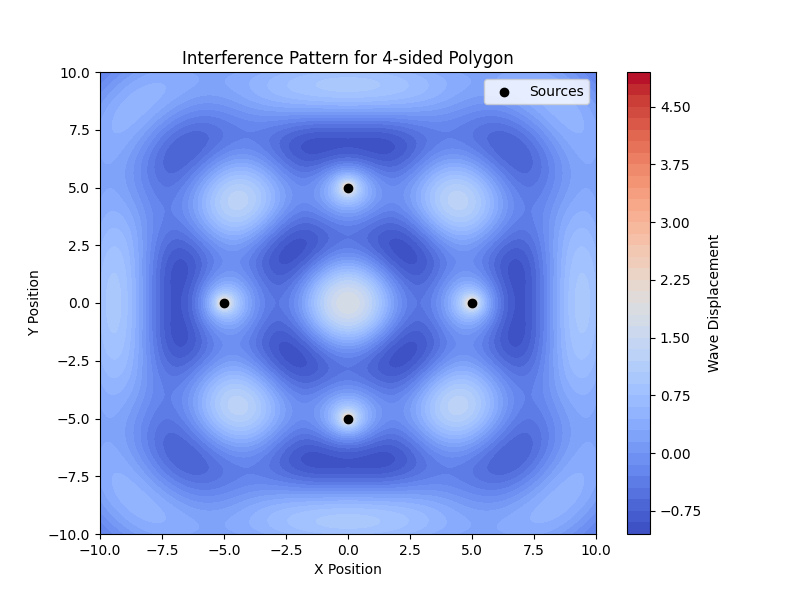 Interference Pattern for 4-sided Polygon
Sources
10.0
7.5
5.0
2.5
0.0
−2.5
−5.0
−7.5
−10.0
Y Position
−10.0 −7.5 −5.0 −2.5 0.0 2.5 5.0 7.5 10.0
X Position
4.50
3.75
3.00
2.25
1.50
0.75
0.00
−0.75
Wave Displacement